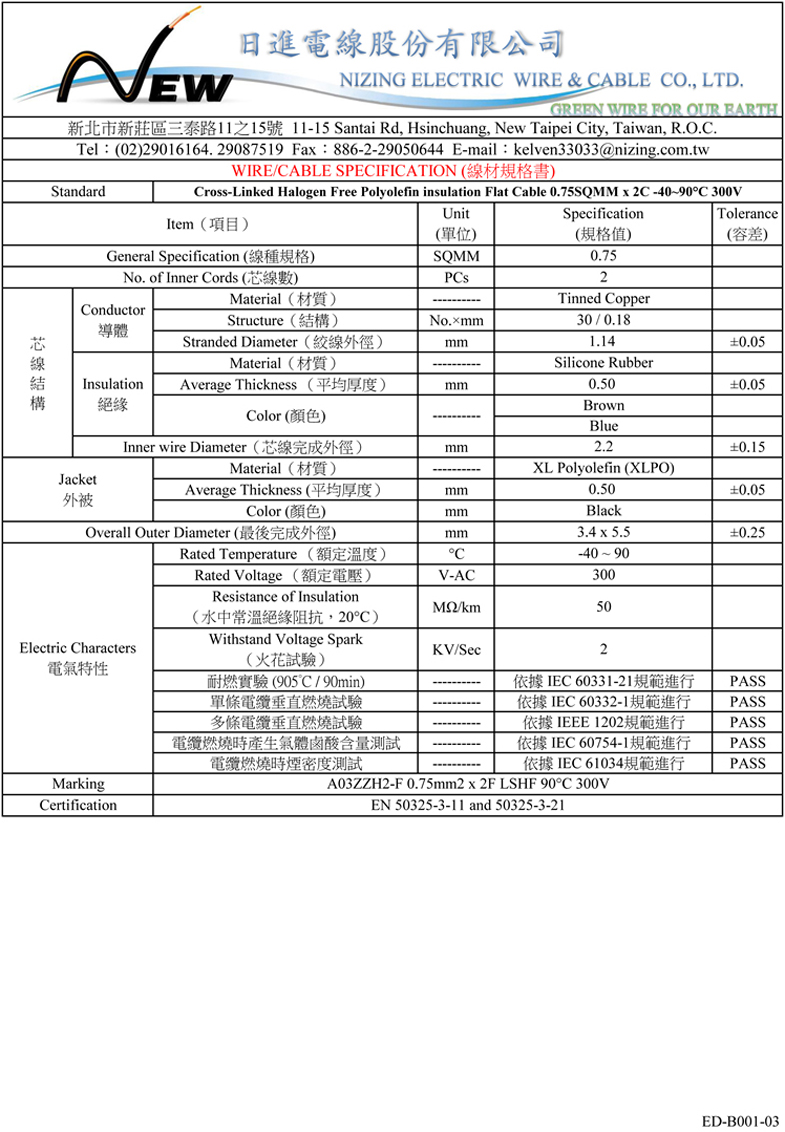 NEW
日進電線股份有限公司
NIZING ELECTRIC WIRE & CABLE CO., LTD.
GREEN WIRE FOR OUR EARTH
新北市新莊區三泰路11之15號 11-15 Santai Rd, Hsinchuang, New Taipei City, Taiwan, R.O.C.
Tel：(02)29016164. 29087519 Fax：886-2-29050644 E-mail：kelven33033@nizing.com.tw
WIRE/CABLE SPECIFICATION (線材規格書)
Standard Cross-Linked Halogen Free Polyolefin insulation Flat Cable 0.75SQMM x 2C -40~90°C 300V
Item（項目） Unit (單位) Specification (規格值) Tolerance (容差)
General Specification (線種規格) SQMM 0.75
No. of Inner Cords (芯線數) PCs 2
芯線結構
Conductor 導體
Material（材質） ---------- Tinned Copper
Structure（結構） No.×mm 30 / 0.18
Stranded Diameter（絞線外徑） mm 1.14 ±0.05
Insulation 絕緣
Material（材質） ---------- Silicone Rubber
Average Thickness （平均厚度） mm 0.50 ±0.05
Color (顏色) ---------- Brown
Blue
Inner wire Diameter（芯線完成外徑） mm 2.2 ±0.15
Jacket 外被
Material（材質） ---------- XL Polyolefin (XLPO)
Average Thickness (平均厚度） mm 0.50 ±0.05
Color (顏色) mm Black
Overall Outer Diameter (最後完成外徑) mm 3.4 x 5.5 ±0.25
Electric Characters 電氣特性
Rated Temperature （額定溫度） °C -40 ~ 90
Rated Voltage （額定電壓） V-AC 300
Resistance of Insulation （水中常溫絕緣阻抗，20°C） MΩ/km 50
Withstand Voltage Spark （火花試驗） KV/Sec 2
耐燃實驗 (905℃ / 90min) ---------- 依據 IEC 60331-21規範進行 PASS
單條電纜垂直燃燒試驗 ---------- 依據 IEC 60332-1規範進行 PASS
多條電纜垂直燃燒試驗 ---------- 依據 IEEE 1202規範進行 PASS
電纜燃燒時產生氣體鹵酸含量測試 ---------- 依據 IEC 60754-1規範進行 PASS
電纜燃燒時煙密度測試 ---------- 依據 IEC 61034規範進行 PASS
Marking A03ZZH2-F 0.75mm2 x 2F LSHF 90°C 300V
Certification EN 50325-3-11 and 50325-3-21
ED-B001-03